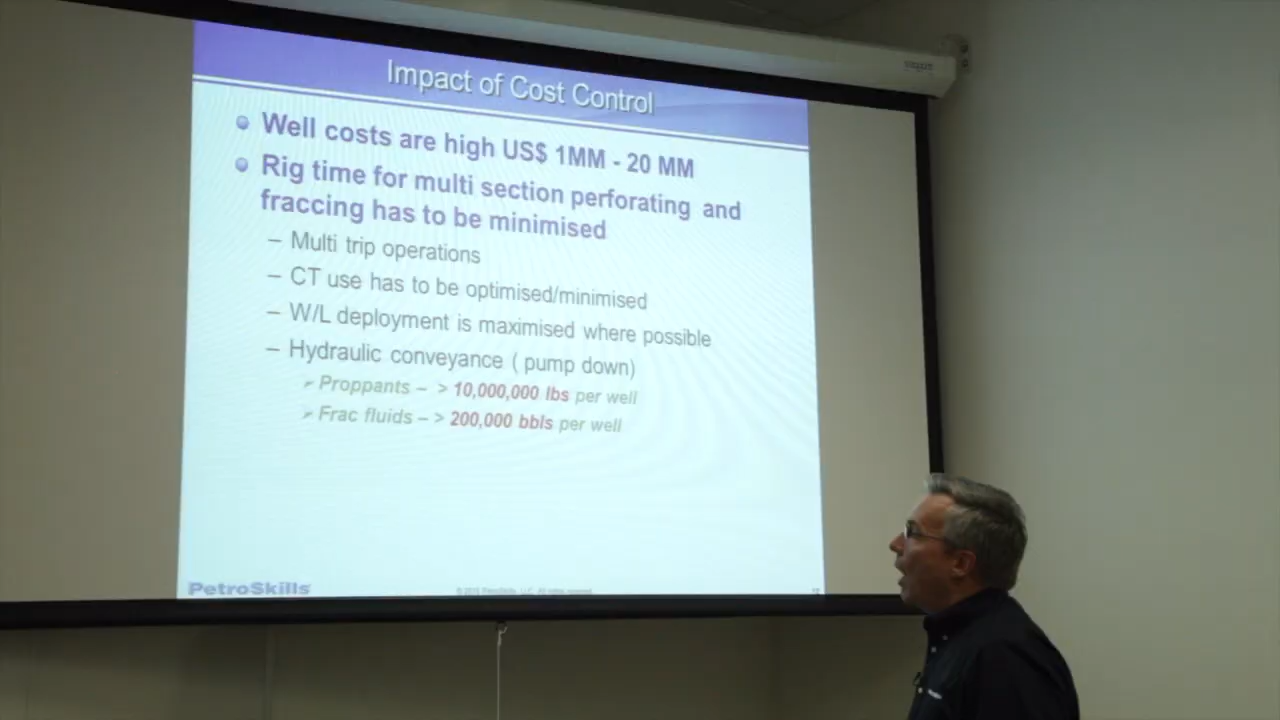 Impact of Cost Control
Well costs are high US$ 1MM - 20 MM
Rig time for multi section perforating and
fraccing has to be minimised
– Multi trip operations
– CT use has to be optimised/minimised
– W/L deployment is maximised where possible
– Hydraulic conveyance ( pump down)
Proppants – > 10,000,000 lbs per well
Frac fluids – > 200,000 bbls per well
PetroSkills